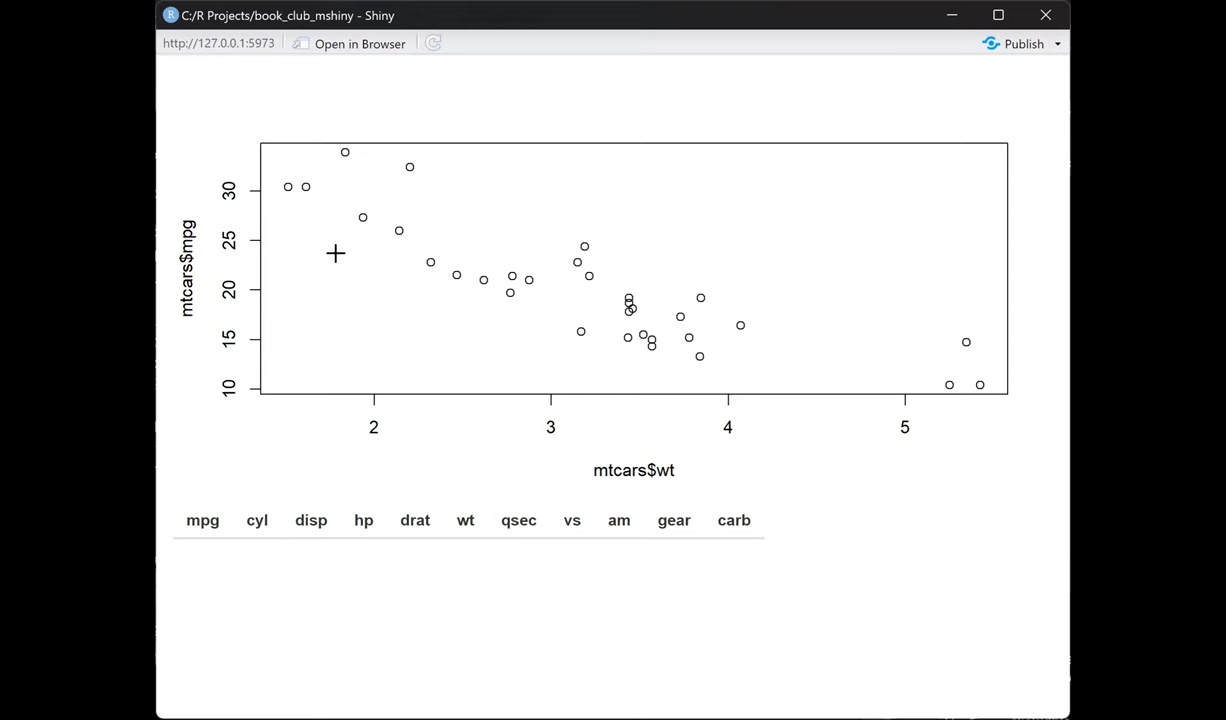 C:/R Projects/book_club_mshiny - Shiny
http://127.0.0.1:5973 Open in Browser Publish
mtcars$mpg
30
25
20
15
10
2 3 4 5
mtcars$wt
mpg cyl disp hp drat wt qsec vs am gear carb